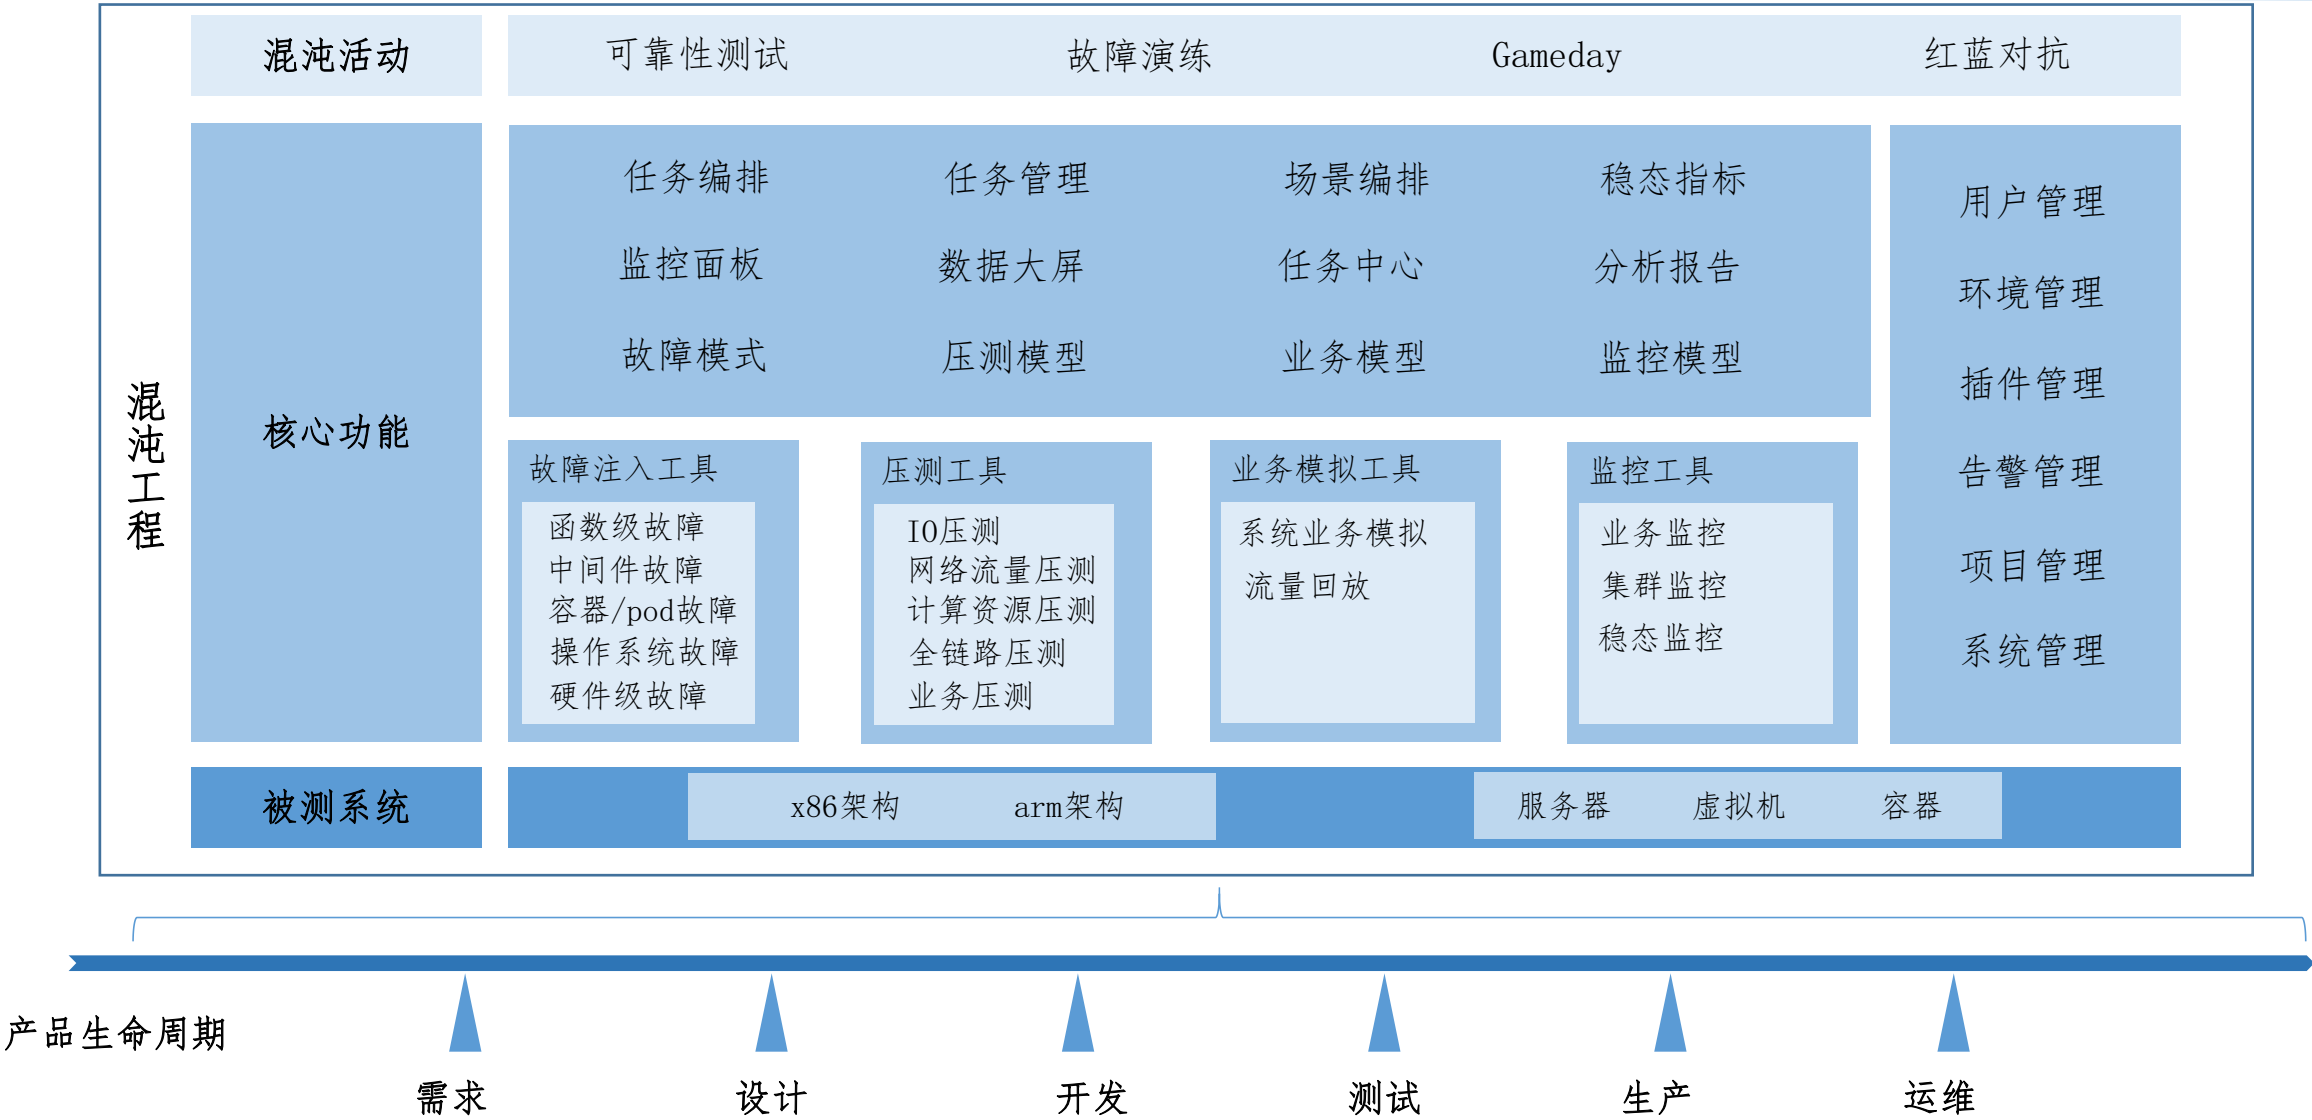 混沌活动
可靠性测试 故障演练 Gameday 红蓝对抗
混沌工程
核心功能
任务编排 任务管理 场景编排 稳态指标
监控面板 数据大屏 任务中心 分析报告
故障模式 压测模型 业务模型 监控模型
用户管理
环境管理
插件管理
告警管理
项目管理
系统管理
故障注入工具
函数级故障
中间件故障
容器/pod故障
操作系统故障
硬件级故障
压测工具
IO压测
网络流量压测
计算资源压测
全链路压测
业务压测
业务模拟工具
系统业务模拟
流量回放
监控工具
业务监控
集群监控
稳态监控
被测系统
x86架构 arm架构 服务器 虚拟机 容器
产品生命周期
需求 设计 开发 测试 生产 运维